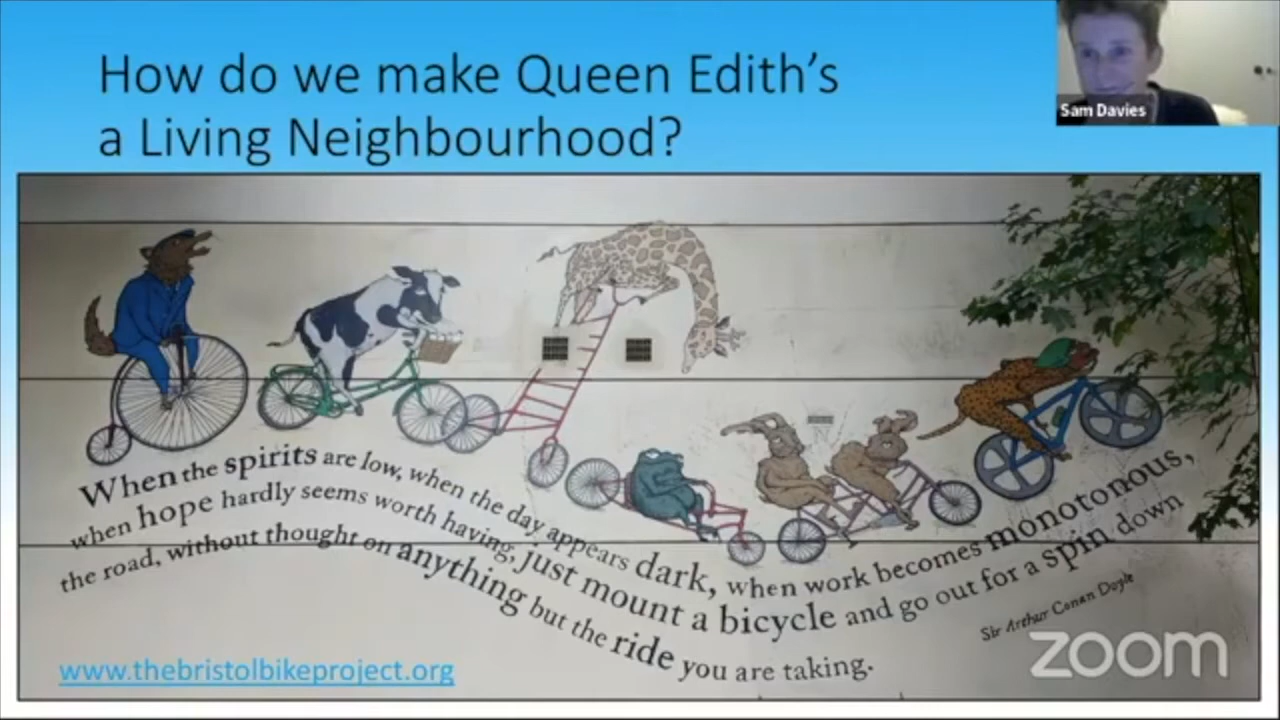 How do we make Queen Edith's
a Living Neighbourhood?
Sam Davies
When the spirits are low, when the day appears dark, when work becomes monotonous,
when hope hardly seems worth having, just mount a bicycle and go out for a spin down
the road, without thought on anything but the ride you are taking.
Sir Arthur Conan Doyle
www.thebristolbikeproject.org
zoom